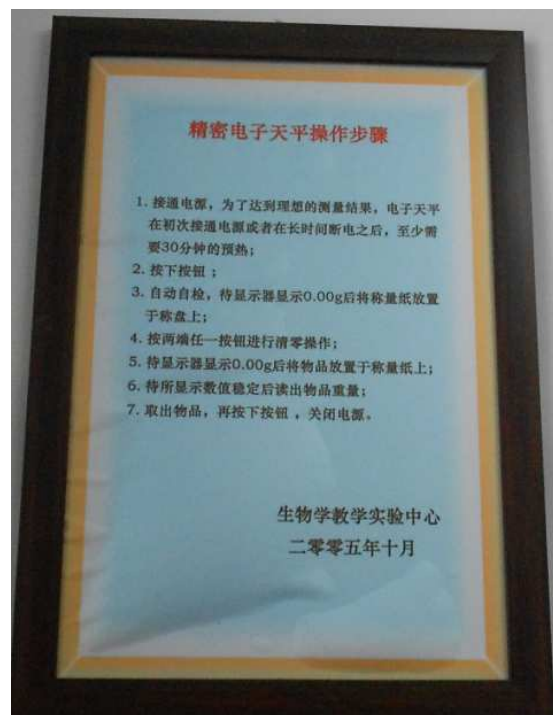 精密电子天平操作步骤
1. 接通电源，为了达到理想的测量结果，电子天平
在初次接通电源或者在长时间断电之后，至少需
要30分钟的预热；
2. 按下按钮；
3. 自动自检，待显示器显示0.00g后将称量纸放置
于称盘上；
4. 按两端任一按钮进行清零操作；
5. 待显示器显示0.00g后将物品放置于称量纸上；
6. 待所显示数值稳定后读出物品重量；
7. 取出物品，再按下按钮，关闭电源。
生物学教学实验中心
二零零五年十月